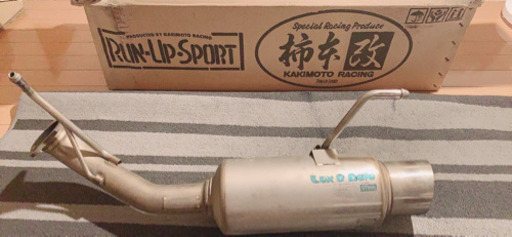 PRODUCED BY KAKIMOTO RACING
RUN-UP-SPORT
Special Racing Produce
柿本改
KAKIMOTO RACING